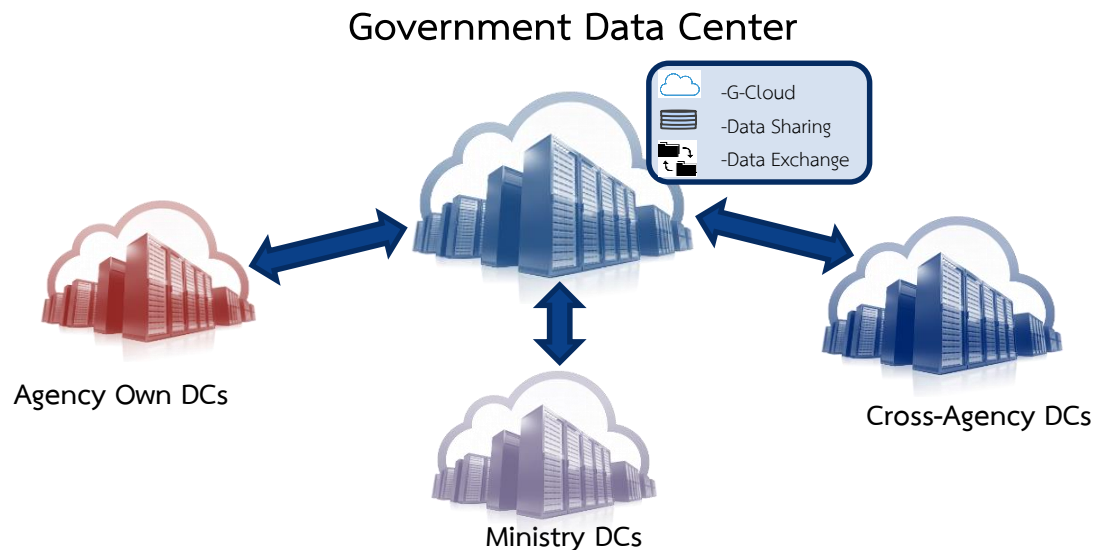 Government Data Center
-G-Cloud
-Data Sharing
-Data Exchange
Agency Own DCs
Cross-Agency DCs
Ministry DCs